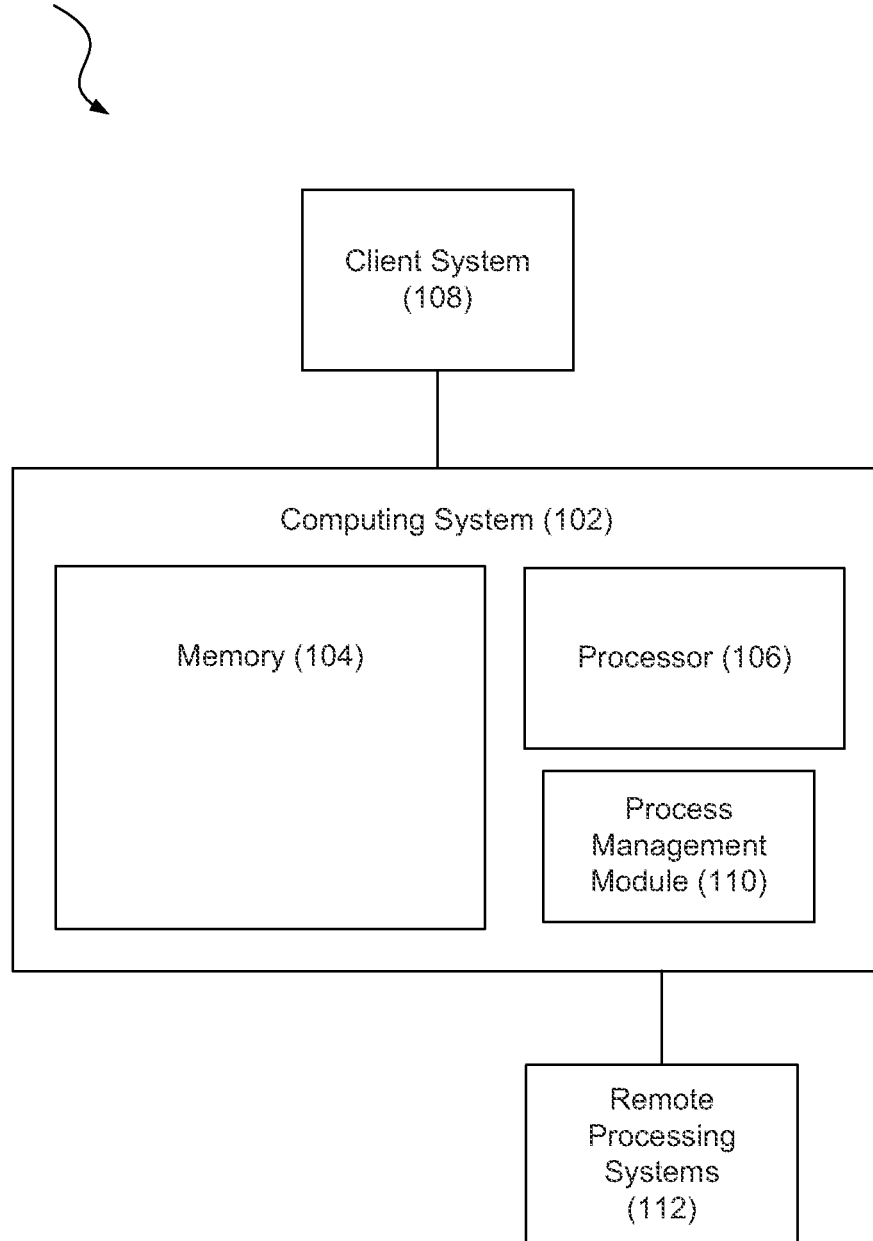 Client System
(108)
Computing System (102)
Memory (104)
Processor (106)
Process
Management
Module (110)
Remote
Processing
Systems
(112)